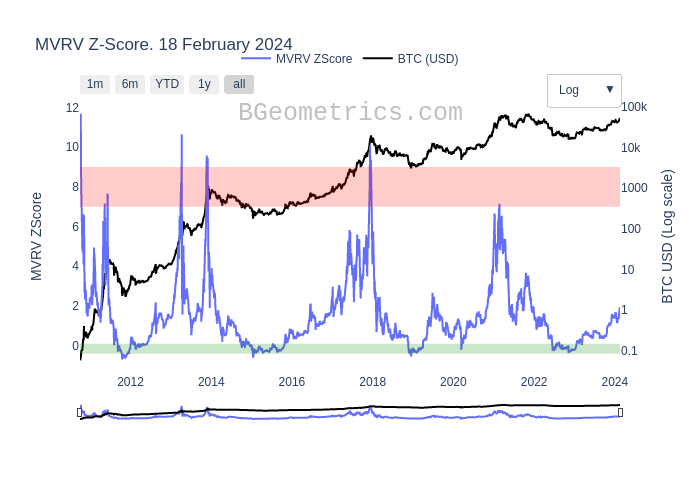 MVRV Z-Score. 18 February 2024
MVRV ZScore BTC (USD)
1m 6m YTD 1y all
Log ▼
BGeometrics.com
12
10
8
6
4
2
0
MVRV ZScore
100k
10k
1000
100
10
1
0.1
BTC USD (Log scale)
2012 2014 2016 2018 2020 2022 2024